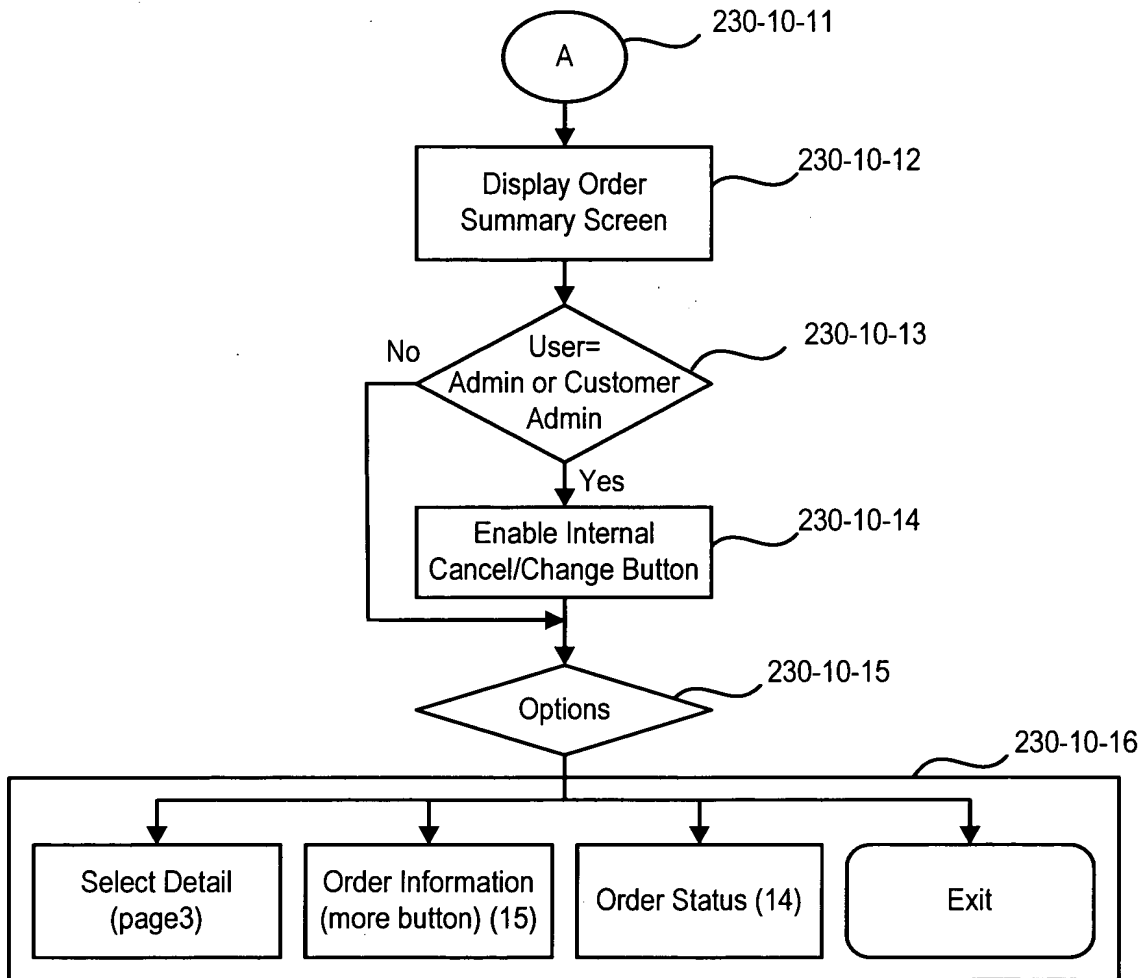 230-10-11
A
230-10-12
Display Order
Summary Screen
230-10-13
No
User=
Admin or Customer
Admin
Yes
230-10-14
Enable Internal
Cancel/Change Button
230-10-15
Options
230-10-16
Select Detail
(page3)
Order Information
(more button) (15)
Order Status (14)
Exit